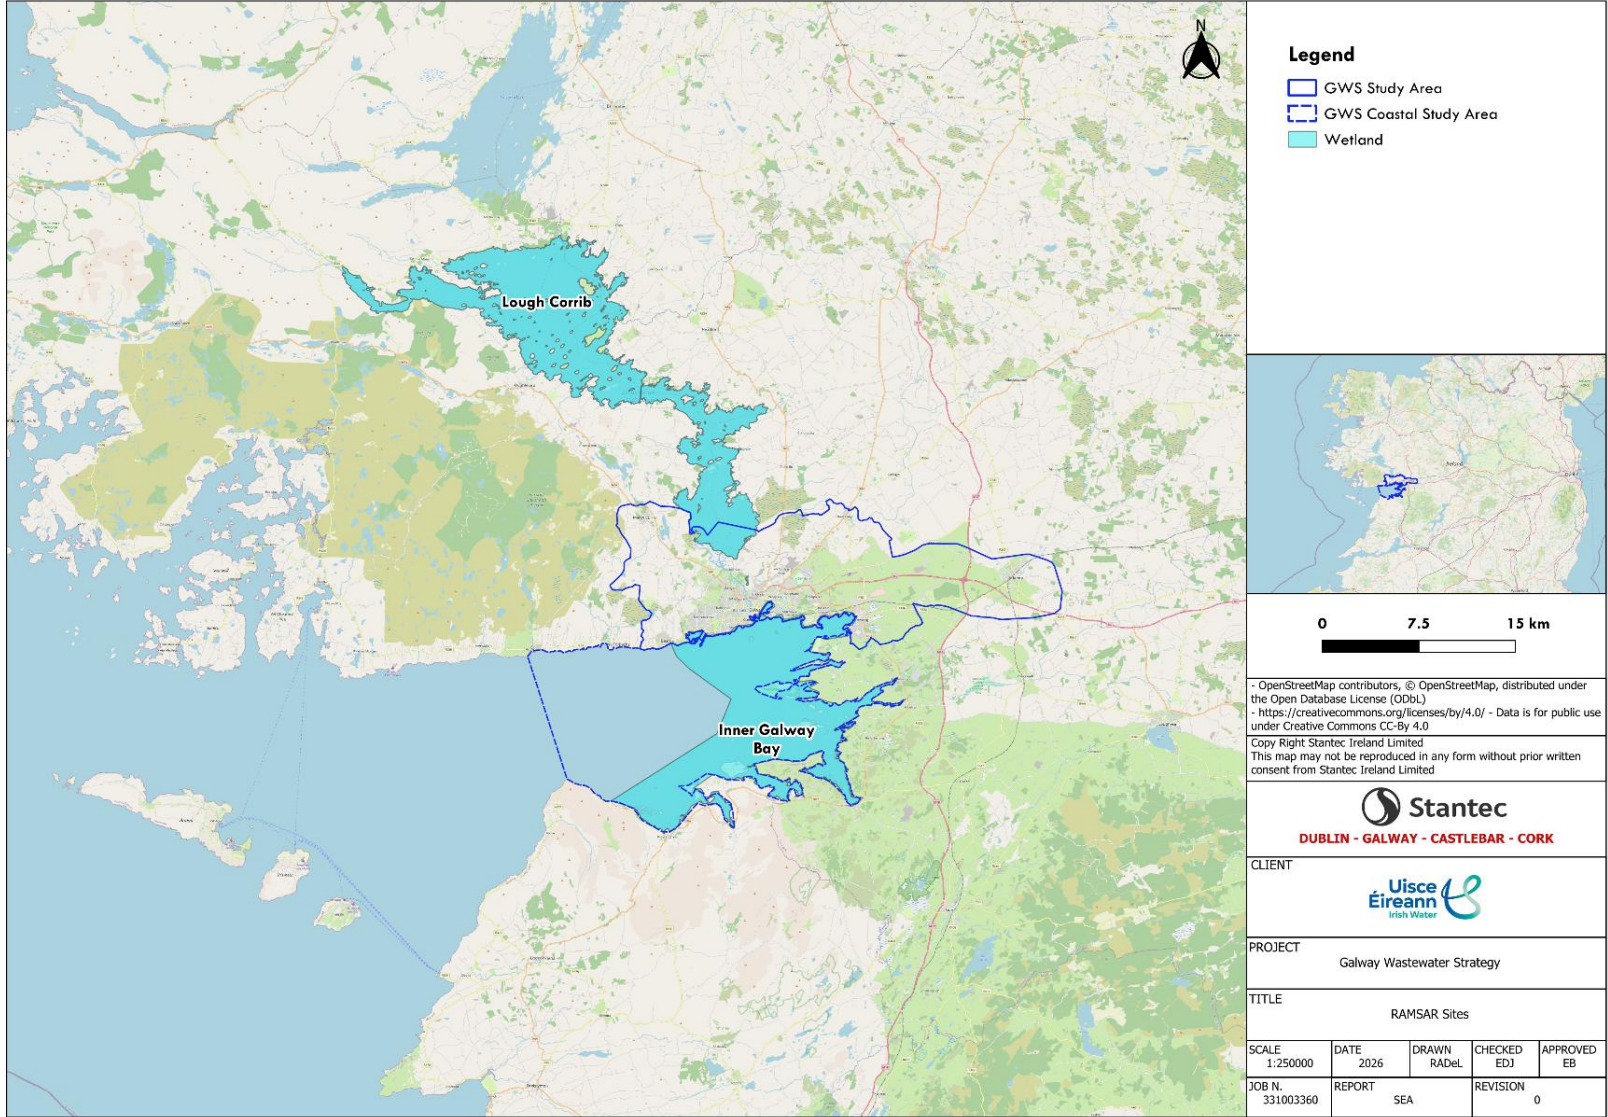 N
Lough Corrib
Inner Galway
Bay
Legend
GWS Study Area
GWS Coastal Study Area
Wetland
0 7.5 15 km
- OpenStreetMap contributors, © OpenStreetMap, distributed under
the Open Database License (ODbL)
- https://creativecommons.org/licenses/by/4.0/ - Data is for public use
under Creative Commons CC-By 4.0
Copy Right Stantec Ireland Limited
This map may not be reproduced in any form without prior written
consent from Stantec Ireland Limited
Stantec
DUBLIN - GALWAY - CASTLEBAR - CORK
CLIENT
Uisce
Éireann
Irish Water
PROJECT
Galway Wastewater Strategy
TITLE
RAMSAR Sites
SCALE
1:250000
DATE
2026
DRAWN
RADeL
CHECKED
EDJ
APPROVED
EB
JOB N.
331003360
REPORT
SEA
REVISION
0